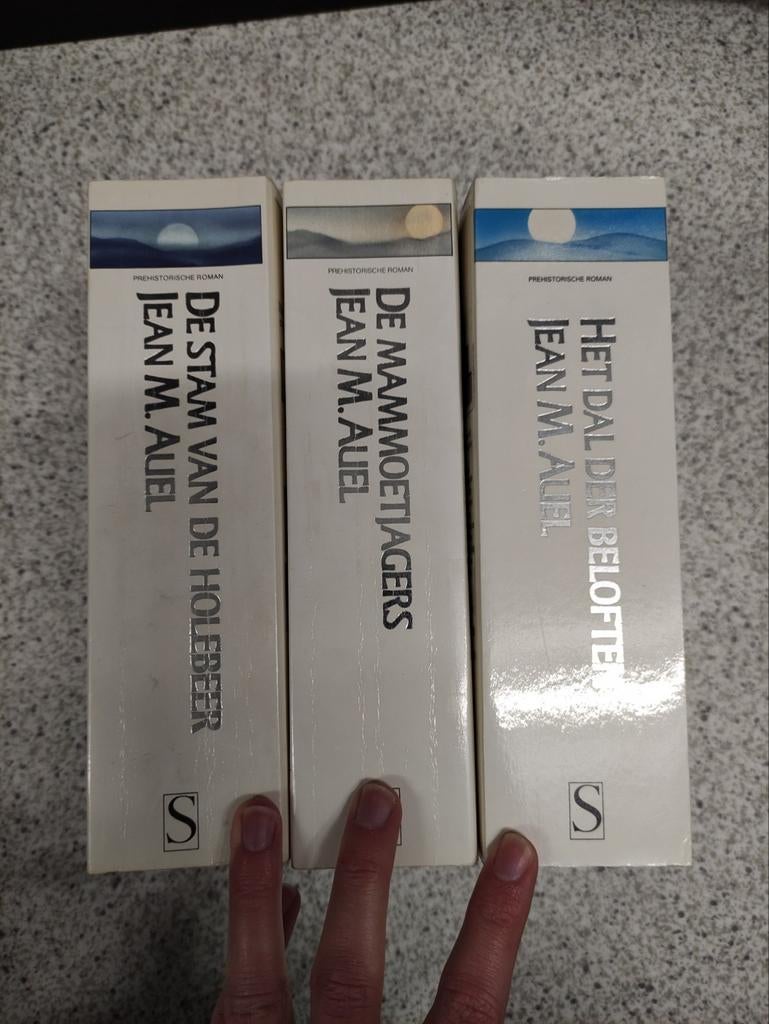 PREHISTORISCHE ROMAN
DE STAM VAN DE HOLEBEER
JEAN M. AUEL
S
PREHISTORISCHE ROMAN
DE MAMMOETJAGERS
JEAN M. AUEL
PREHISTORISCHE ROMAN
HET DAL DER BELOFTEN
JEAN M. AUEL
S